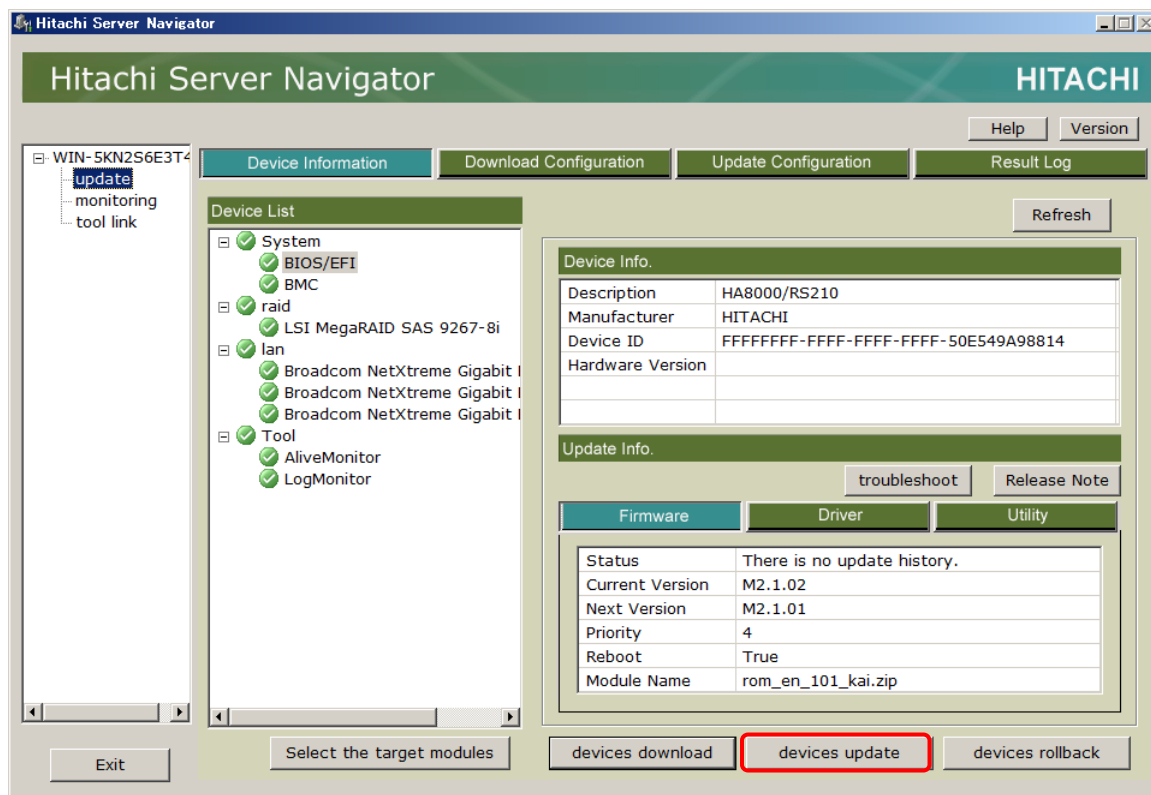 Hitachi Server Navigator
Hitachi Server Navigator HITACHI
Help Version
WIN-5KN2S6E3T4
update
monitoring
tool link
Device Information Download Configuration Update Configuration Result Log
Device List
Refresh
System
BIOS/EFI
BMC
raid
LSI MegaRAID SAS 9267-8i
lan
Broadcom NetXtreme Gigabit
Broadcom NetXtreme Gigabit
Broadcom NetXtreme Gigabit
Tool
AliveMonitor
LogMonitor
Device Info.
Description HA8000/RS210
Manufacturer HITACHI
Device ID FFFFFFFF-FFFF-FFFF-FFFF-50E549A98814
Hardware Version
Update Info.
troubleshoot Release Note
Firmware Driver Utility
Status There is no update history.
Current Version M2.1.02
Next Version M2.1.01
Priority 4
Reboot True
Module Name rom_en_101_kai.zip
Exit Select the target modules devices download devices update devices rollback